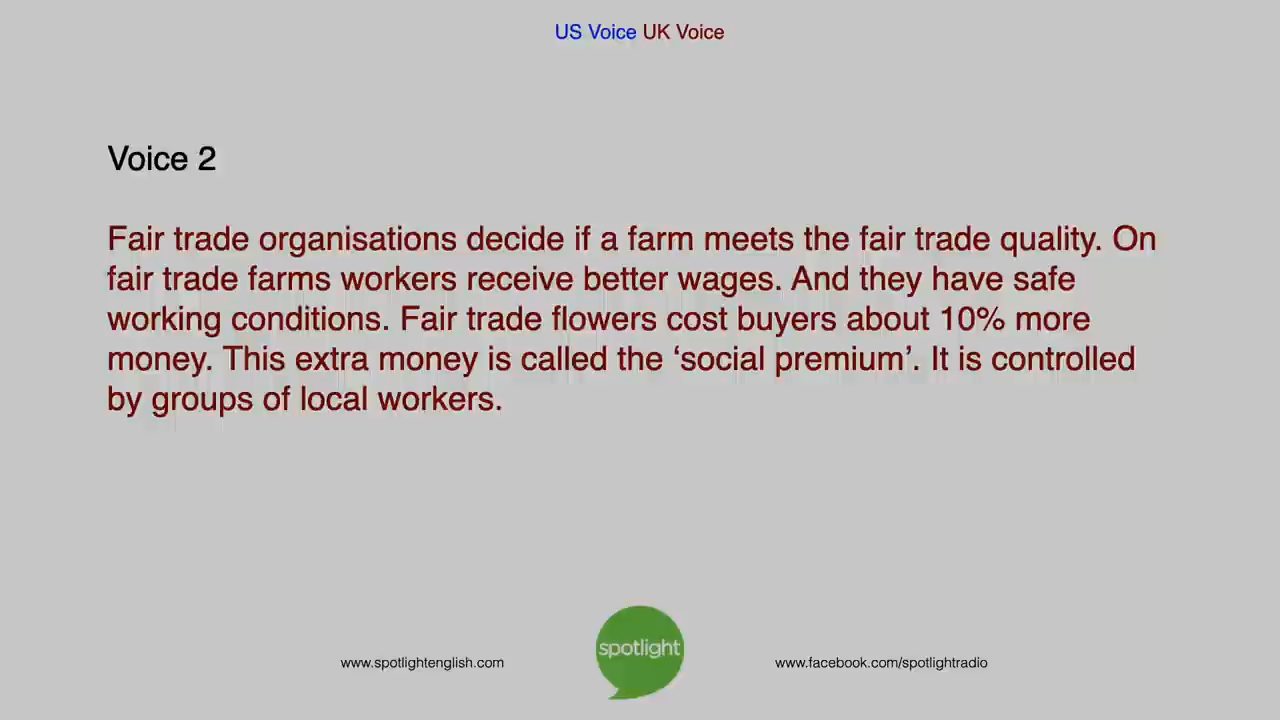 US Voice UK Voice
Voice 2
Fair trade organisations decide if a farm meets the fair trade quality. On
fair trade farms workers receive better wages. And they have safe
working conditions. Fair trade flowers cost buyers about 10% more
money. This extra money is called the ‘social premium’. It is controlled
by groups of local workers.
spotlight
www.spotlightenglish.com
www.facebook.com/spotlightradio